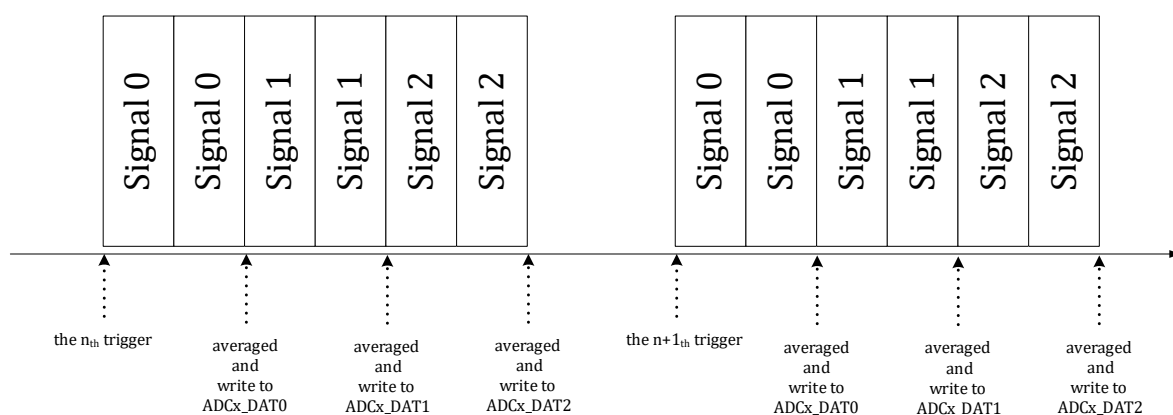 Signal 0
Signal 0
Signal 1
Signal 1
Signal 2
Signal 2
Signal 0
Signal 0
Signal 1
Signal 1
Signal 2
Signal 2
the nth trigger
averaged
and
write to
ADCx_DAT0
averaged
and
write to
ADCx_DAT1
averaged
and
write to
ADCx_DAT2
the n+1th trigger
averaged
and
write to
ADCx_DAT0
averaged
and
write to
ADCx_DAT1
averaged
and
write to
ADCx_DAT2